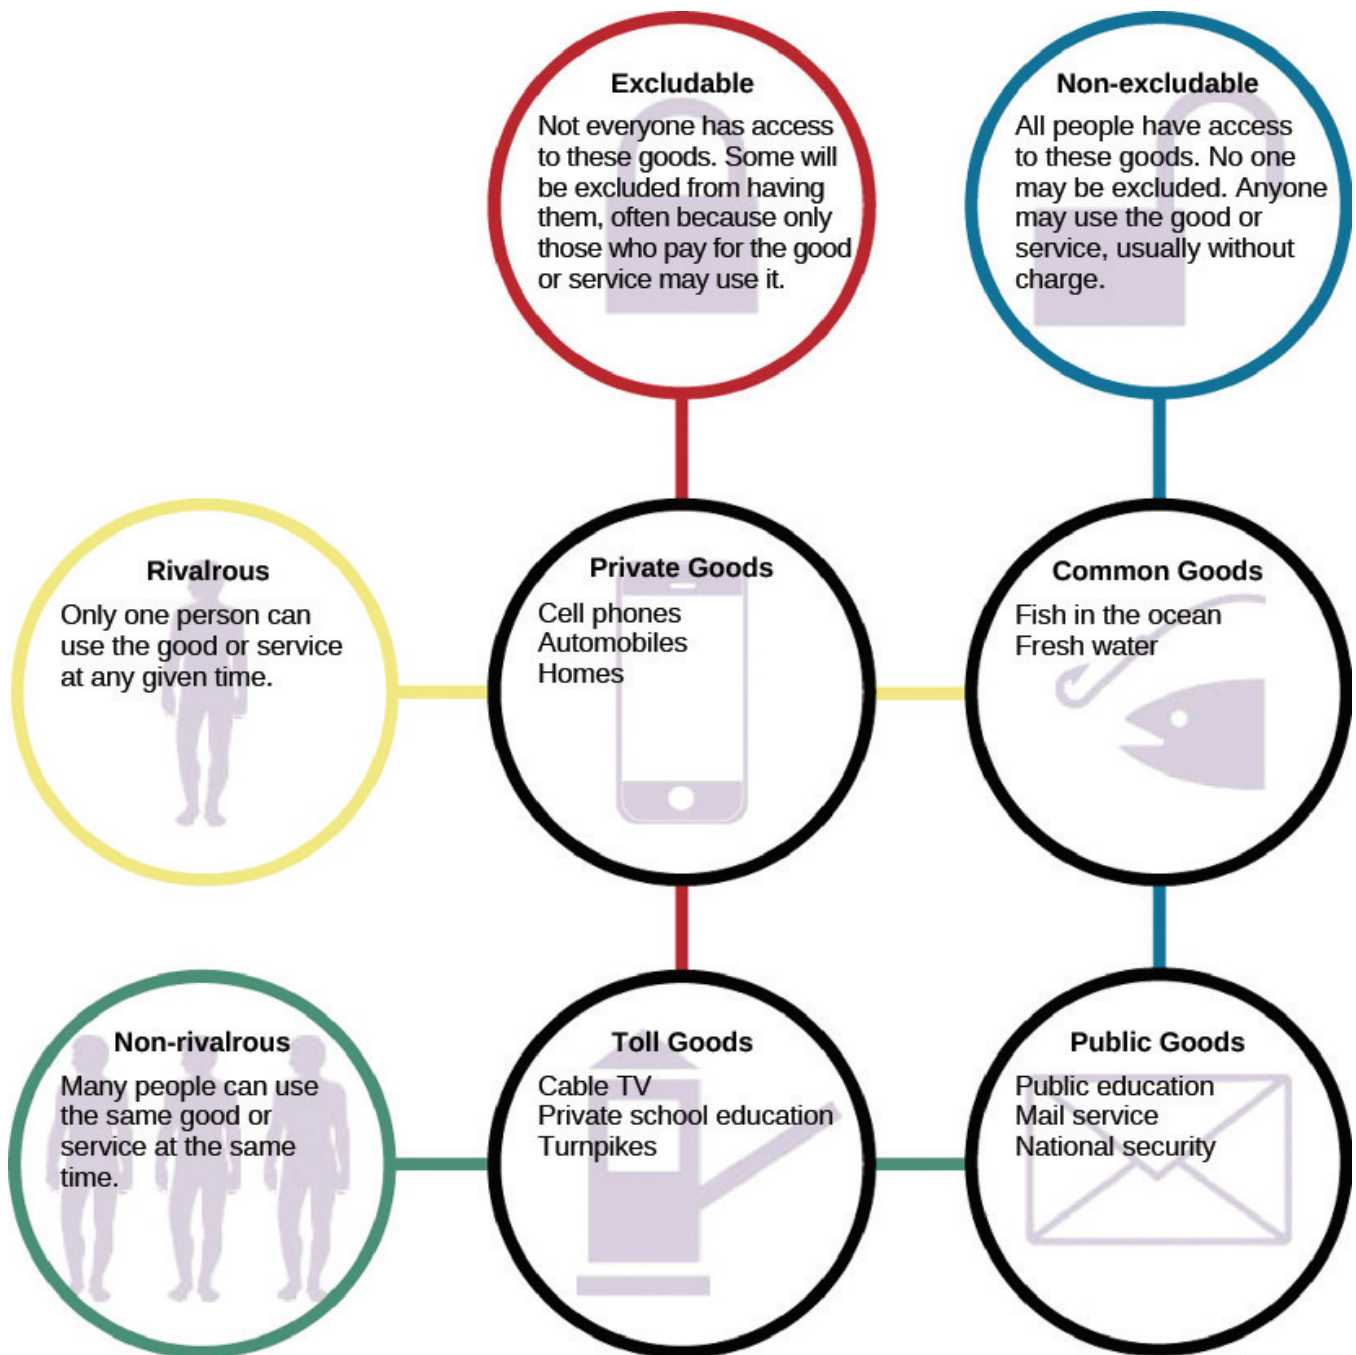 Excludable
Not everyone has access
to these goods. Some will
be excluded from having
them, often because only
those who pay for the good
or service may use it.
Non-excludable
All people have access
to these goods. No one
may be excluded. Anyone
may use the good or
service, usually without
charge.
Rivalrous
Only one person can
use the good or service
at any given time.
Private Goods
Cell phones
Automobiles
Homes
Common Goods
Fish in the ocean
Fresh water
Non-rivalrous
Many people can use
the same good or
service at the same
time.
Toll Goods
Cable TV
Private school education
Turnpikes
Public Goods
Public education
Mail service
National security